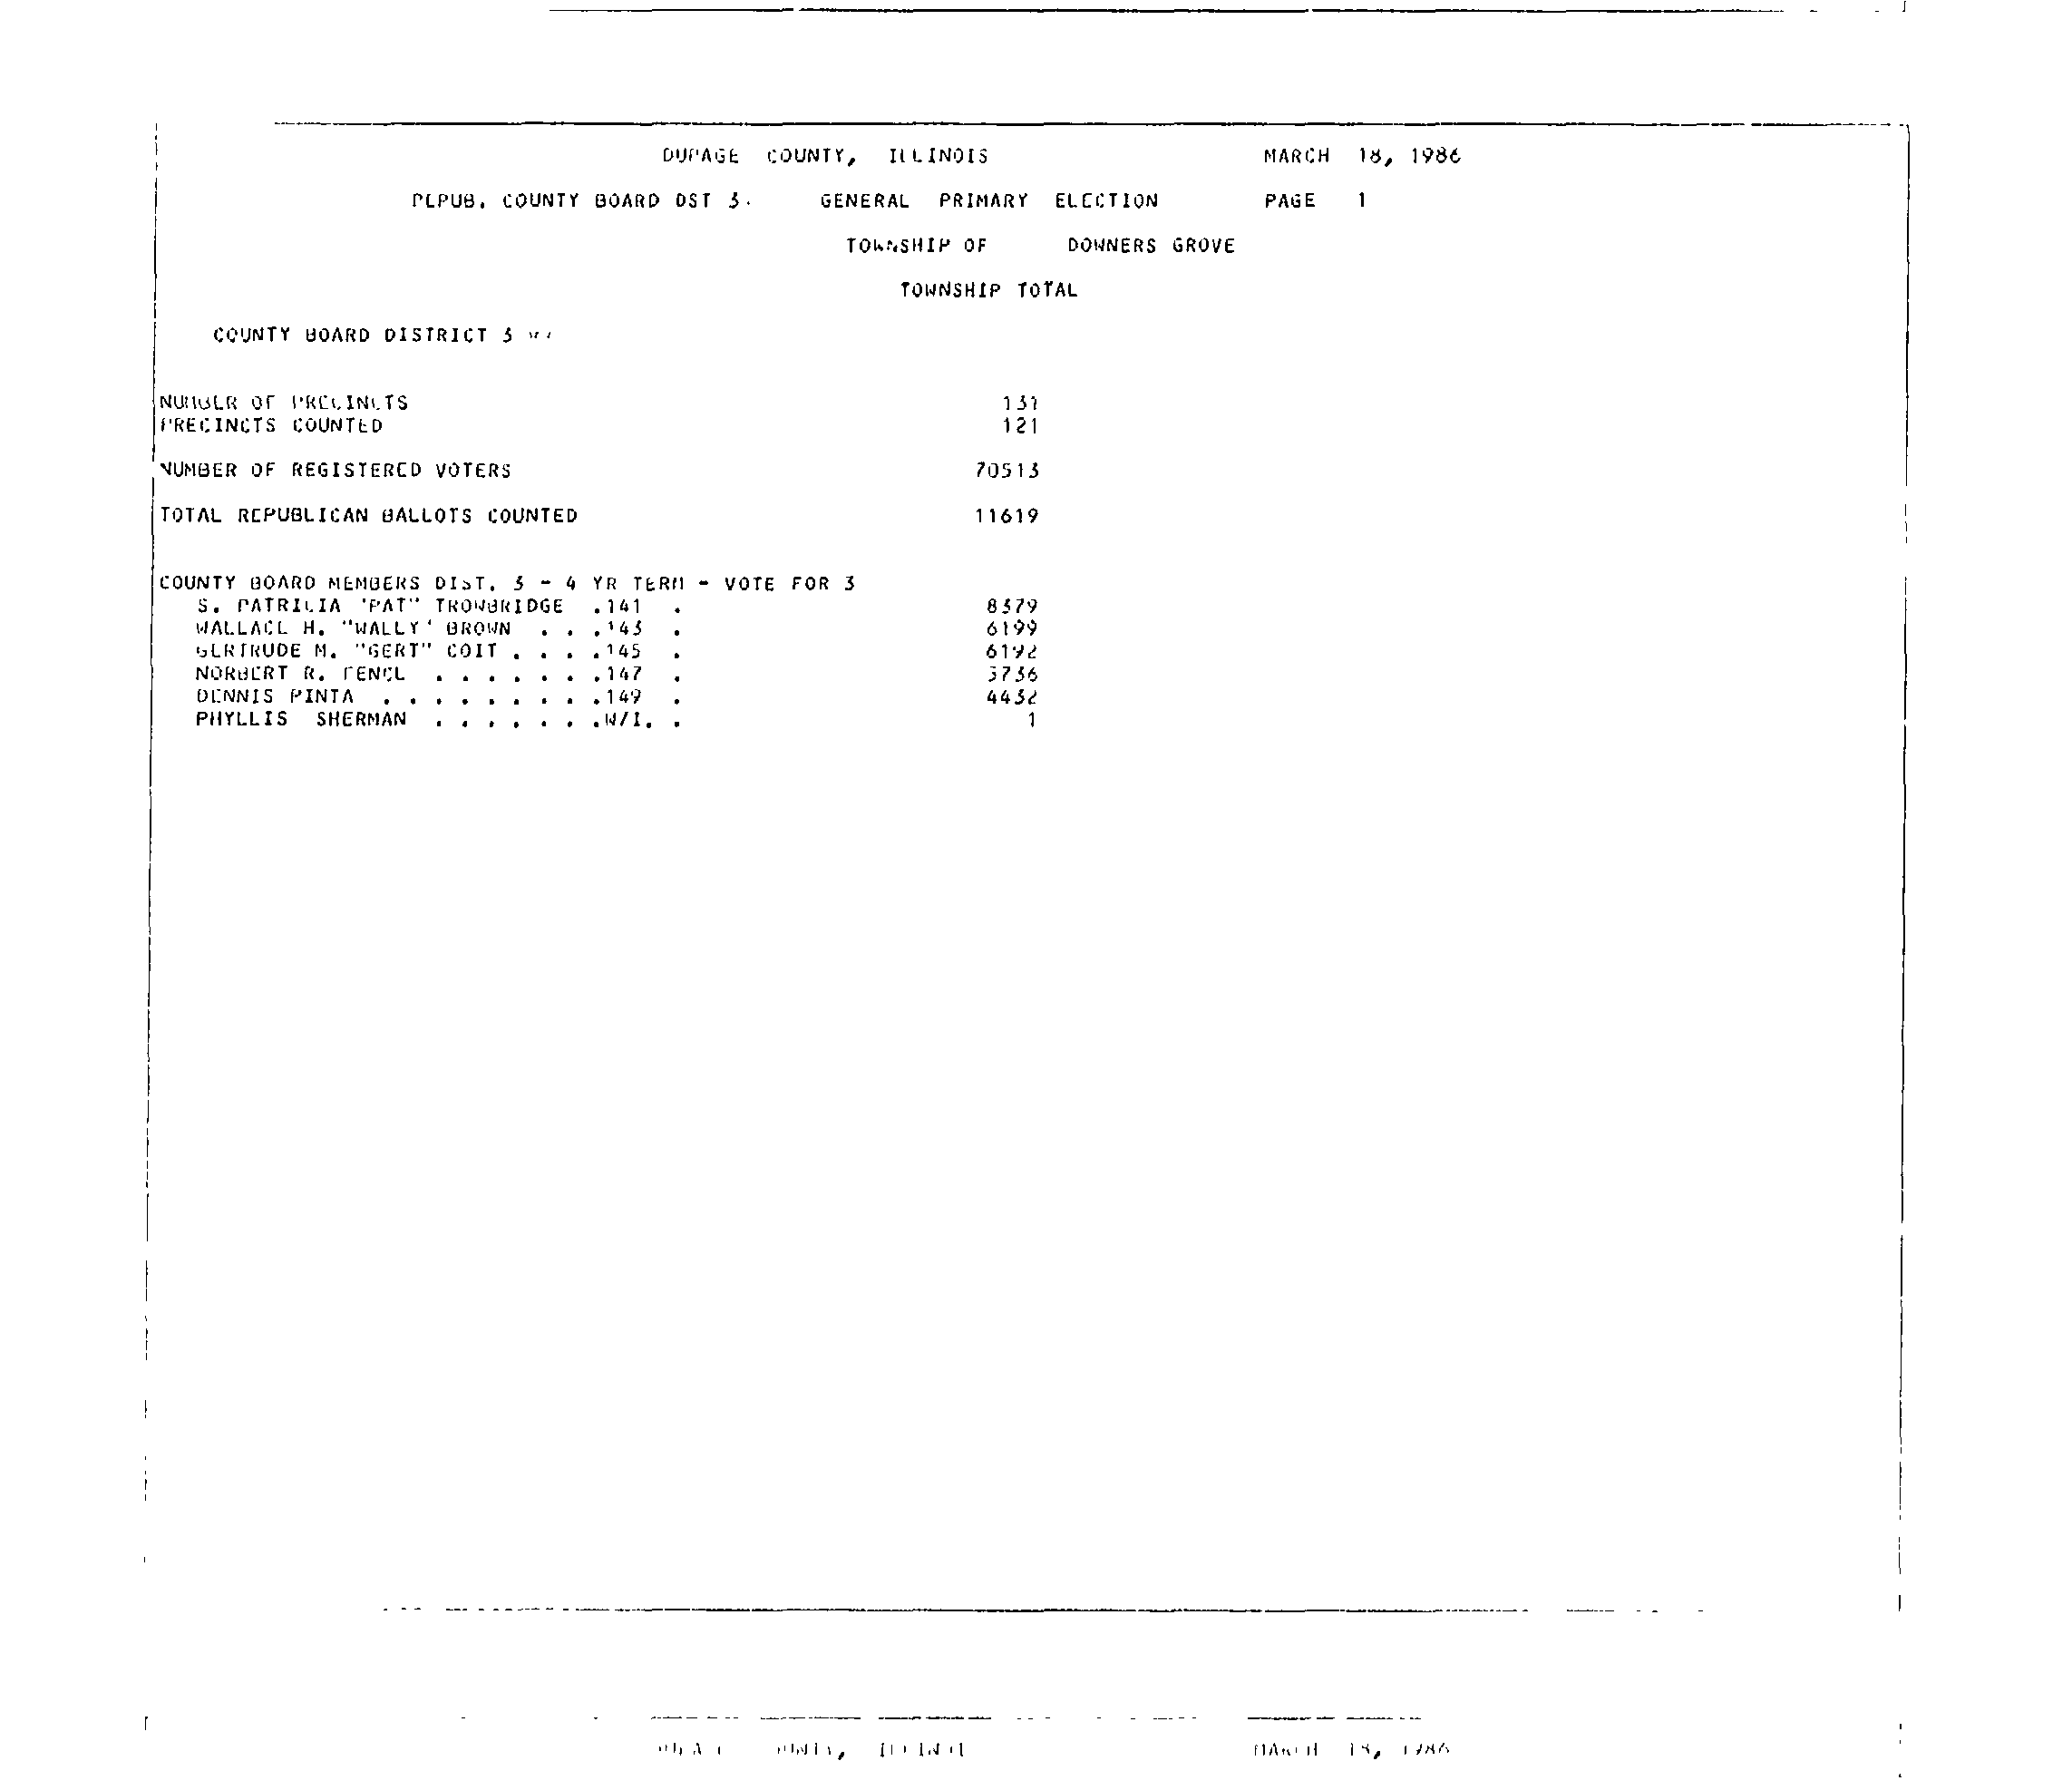 DUPAGE COUNTY, ILLINOIS MARCH 18, 1986
REPUB. COUNTY BOARD DST 3. GENERAL PRIMARY ELECTION PAGE 1
TOWNSHIP OF DOWNERS GROVE
TOWNSHIP TOTAL
COUNTY BOARD DISTRICT 3
NUMBER OF PRECINCTS 131
PRECINCTS COUNTED 121
NUMBER OF REGISTERED VOTERS 70513
TOTAL REPUBLICAN BALLOTS COUNTED 11619
COUNTY BOARD MEMBERS DIST. 3 - 4 YR TERM - VOTE FOR 3
S. PATRICIA "PAT" TROWBRIDGE .141 . 8379
WALLACE H. "WALLY" BROWN . . .143 . 6199
GERTRUDE M. "GERT" COIT . . . .145 . 6192
NORBERT R. FENCL . . . . . . .147 . 3736
DENNIS PINTA . . . . . . . . .149 . 4432
PHYLLIS SHERMAN . . . . . . .W/I. . 1
MARCH 18, 1986